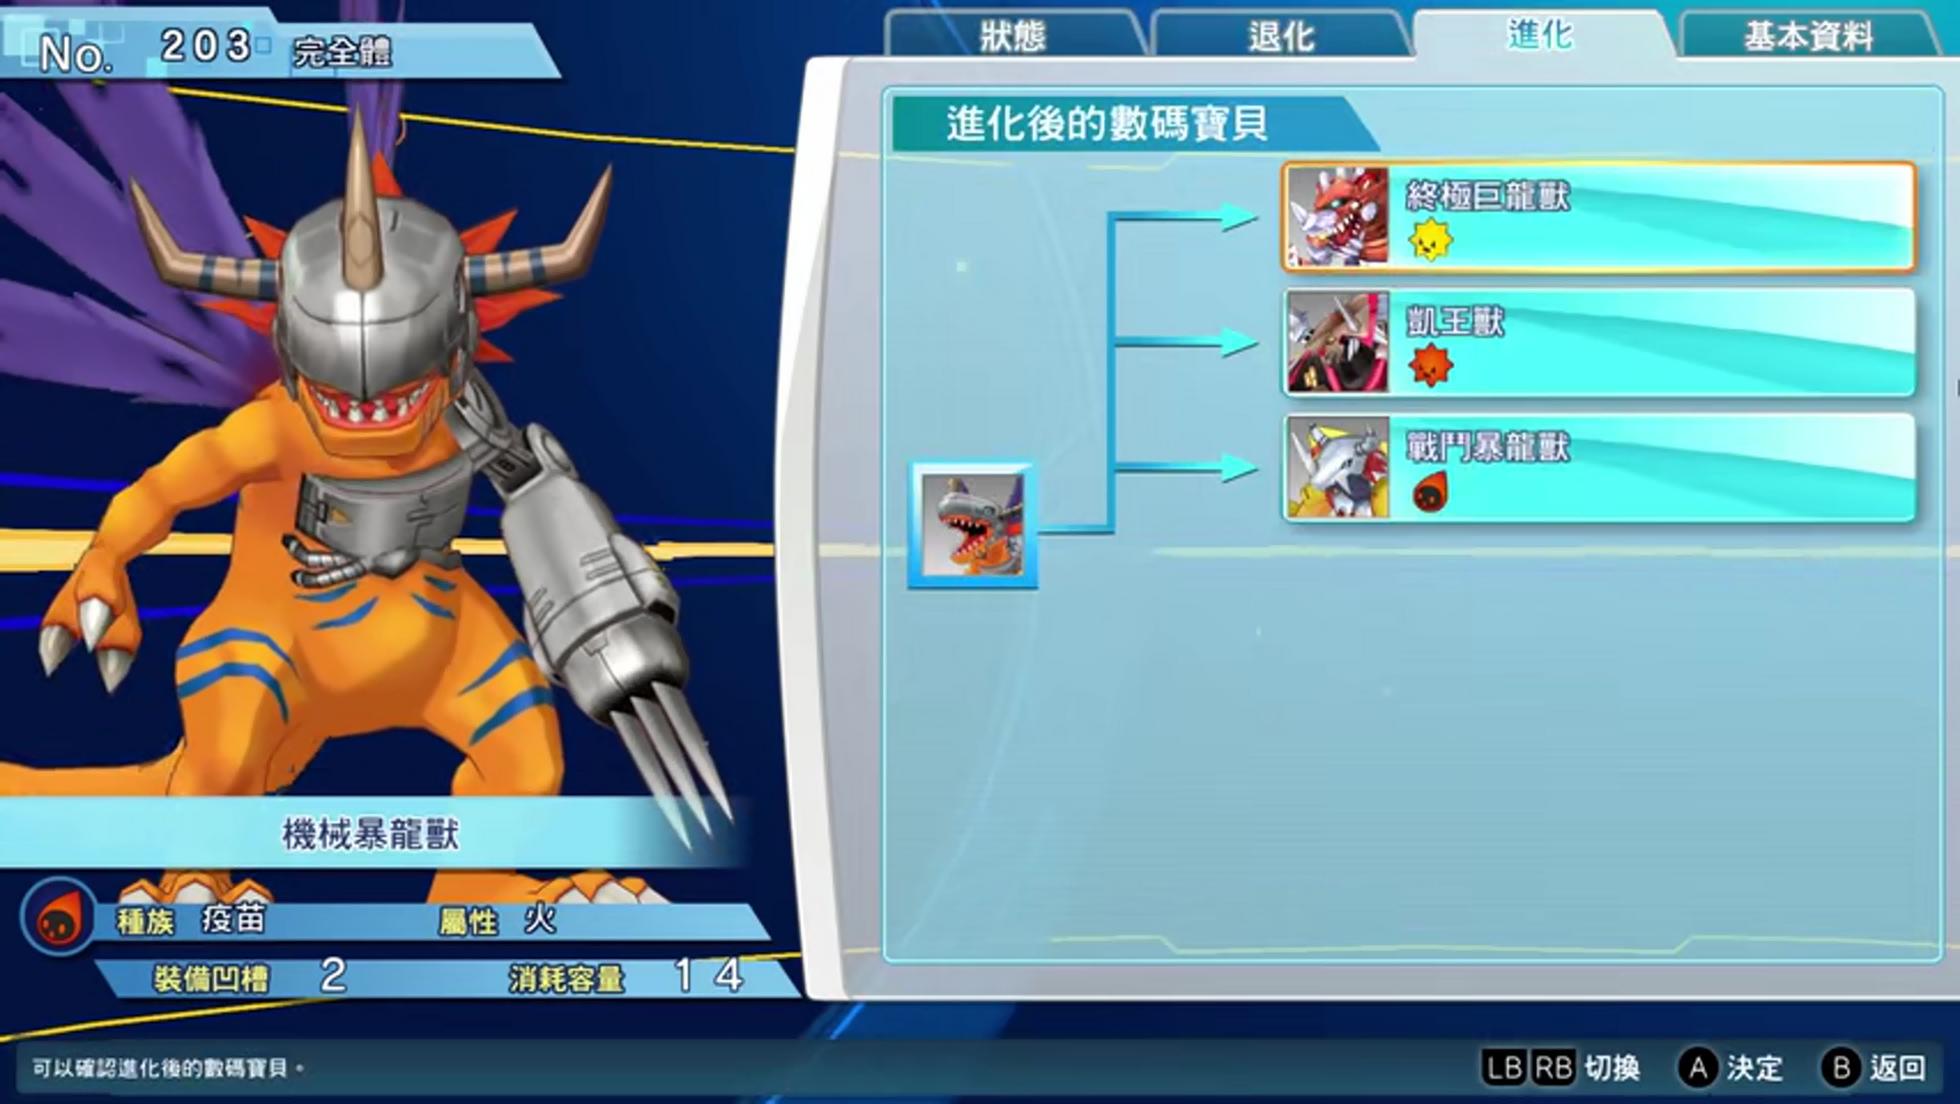 No. 203 完全體
狀態 退化 進化 基本資料
進化後的數碼寶貝
終極巨龍獸
凱王獸
戰鬥暴龍獸
機械暴龍獸
種族 疫苗 屬性 火
裝備凹槽 2 消耗容量 14
可以確認進化後的數碼寶貝。
LB RB 切換 A 決定 B 返回